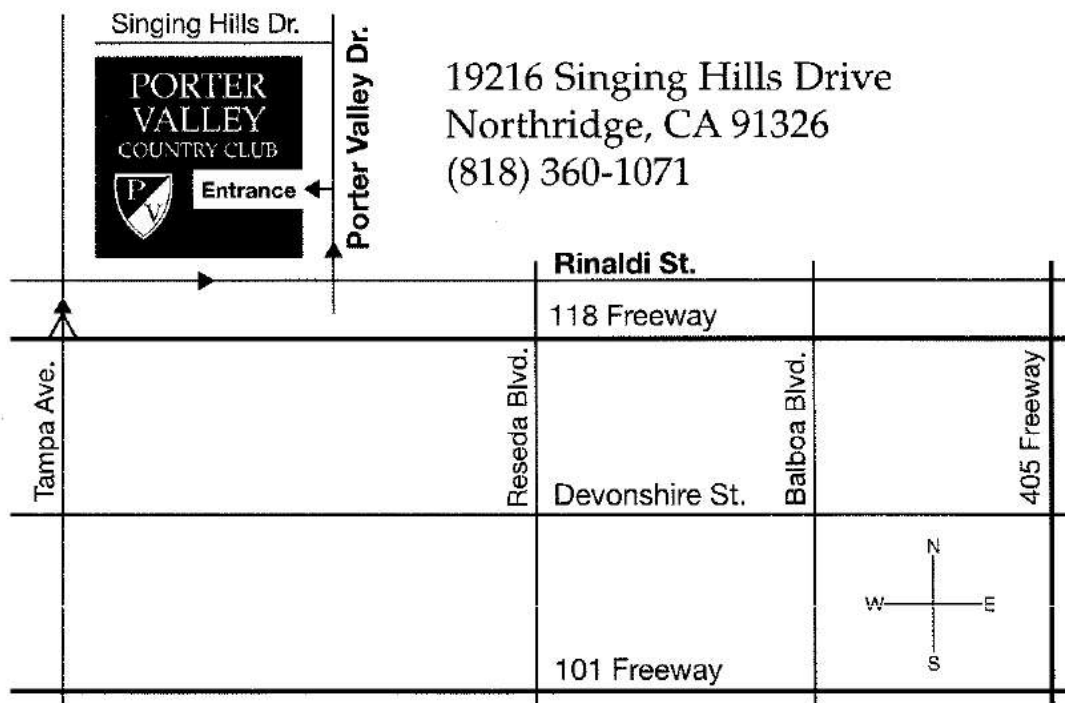 Singing Hills Dr.
PORTER
VALLEY
COUNTRY CLUB
P
V
Entrance
Porter Valley Dr.
19216 Singing Hills Drive
Northridge, CA 91326
(818) 360-1071
Rinaldi St.
118 Freeway
Tampa Ave.
Reseda Blvd.
Balboa Blvd.
405 Freeway
Devonshire St.
N
W E
S
101 Freeway